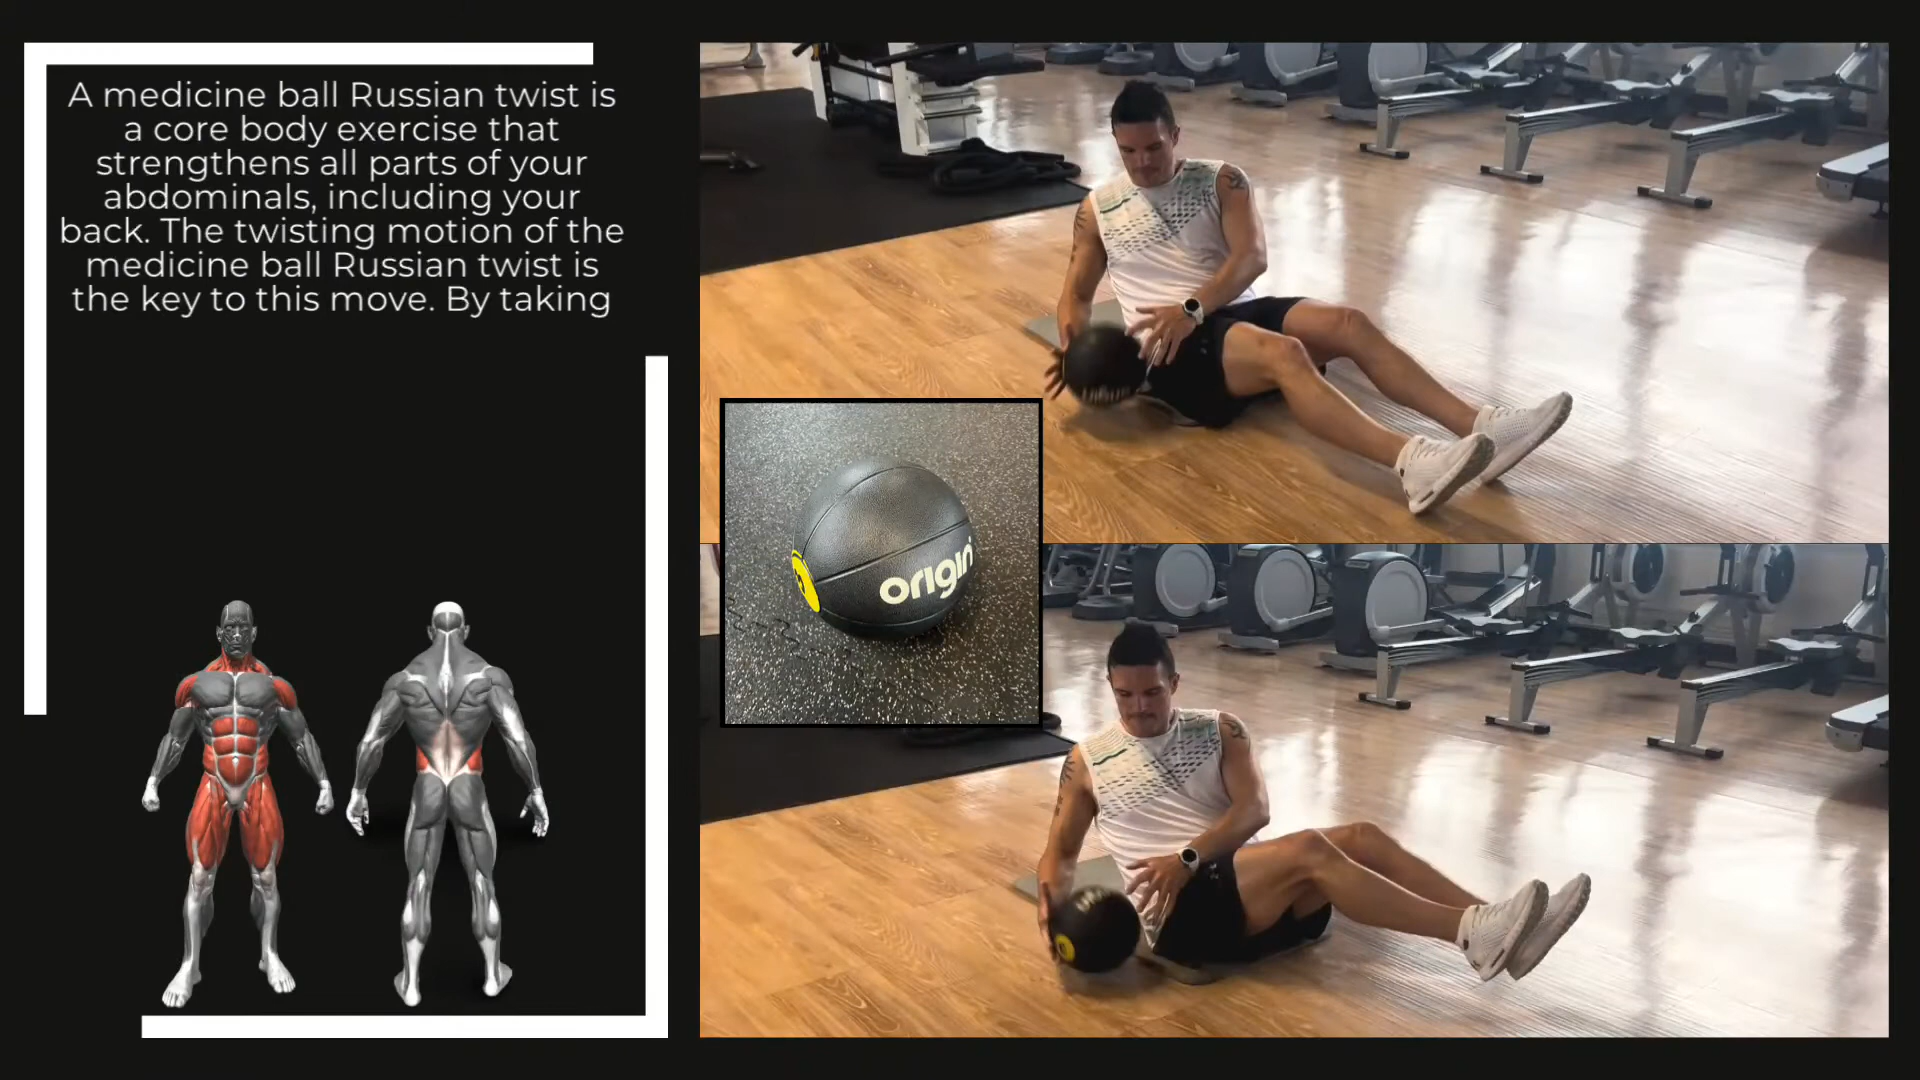 A medicine ball Russian twist is
a core body exercise that
strengthens all parts of your
abdominals, including your
back. The twisting motion of the
medicine ball Russian twist is
the key to this move. By taking
origin